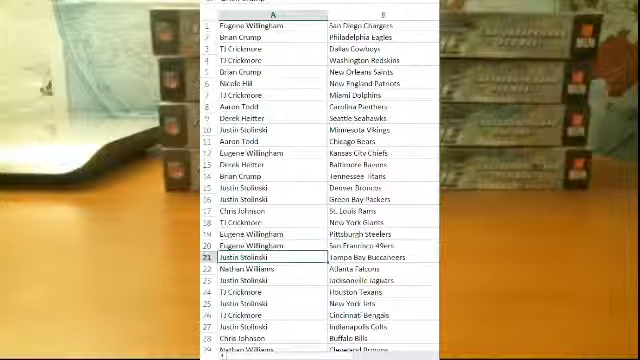 A B
1 Eugene Willingham San Diego Chargers
2 Brian Crump Philadelphia Eagles
3 TJ Crickmore Dallas Cowboys
4 TJ Crickmore Washington Redskins
5 Brian Crump New Orleans Saints
6 Nicole Hill New England Patriots
7 TJ Crickmore Miami Dolphins
8 Aaron Todd Carolina Panthers
9 Derek Heitter Seattle Seahawks
10 Justin Stolinski Minnesota Vikings
11 Aaron Todd Chicago Bears
12 Eugene Willingham Kansas City Chiefs
13 Derek Heitter Baltimore Ravens
14 Brian Crump Tennessee Titans
15 Justin Stolinski Denver Broncos
16 Justin Stolinski Green Bay Packers
17 Chris Johnson St. Louis Rams
18 TJ Crickmore New York Giants
19 Eugene Willingham Pittsburgh Steelers
20 Eugene Willingham San Francisco 49ers
21 Justin Stolinski Tampa Bay Buccaneers
22 Nathan Williams Atlanta Falcons
23 Justin Stolinski Jacksonville Jaguars
24 TJ Crickmore Houston Texans
25 Justin Stolinski New York Jets
26 TJ Crickmore Cincinnati Bengals
27 Justin Stolinski Indianapolis Colts
28 Chris Johnson Buffalo Bills
29 Nathan Williams Cleveland Browns